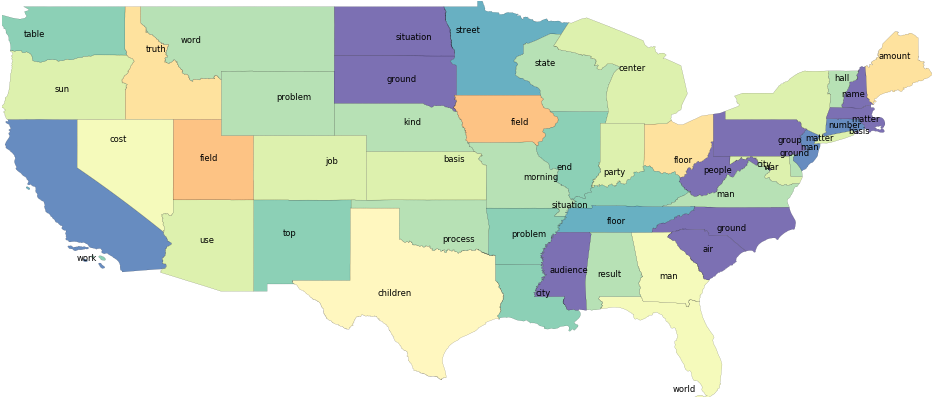 table
truth
word
situation
street
state
center
hall
amount
name
sun
problem
ground
kind
field
matter
number
basis
matter
group
man
ground
cost
field
job
basis
morning
end
party
floor
people
city
war
man
situation
use
top
process
problem
floor
ground
air
work
children
city
audience
result
man
world